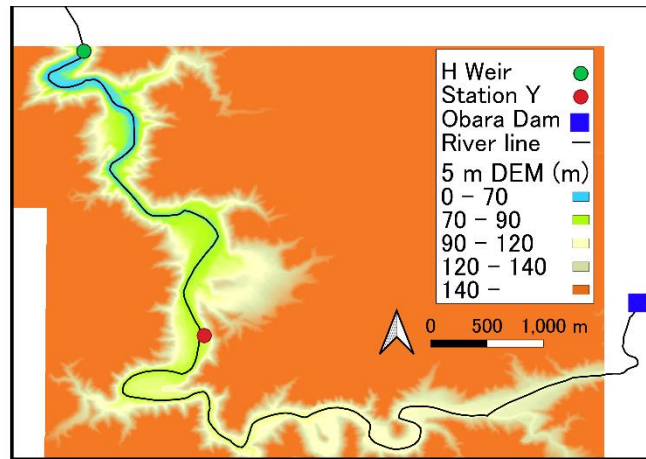 H Weir
Station Y
Obara Dam
River line
5 m DEM (m)
0 - 70
70 - 90
90 - 120
120 - 140
140 -
0 500 1,000 m